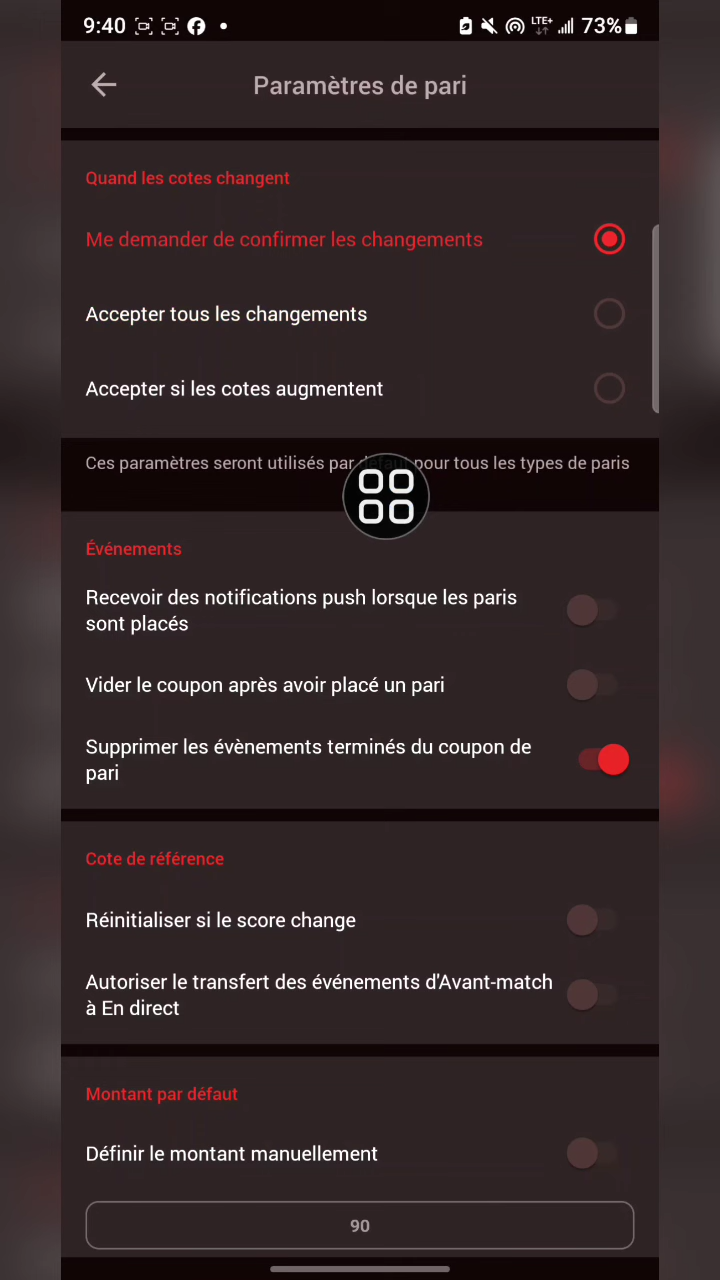 9:40 LTE+ 73%
Paramètres de pari
Quand les cotes changent
Me demander de confirmer les changements
Accepter tous les changements
Accepter si les cotes augmentent
Ces paramètres seront utilisés par défaut pour tous les types de paris
Événements
Recevoir des notifications push lorsque les paris
sont placés
Vider le coupon après avoir placé un pari
Supprimer les évènements terminés du coupon de
pari
Cote de référence
Réinitialiser si le score change
Autoriser le transfert des événements d'Avant-match
à En direct
Montant par défaut
Définir le montant manuellement
90